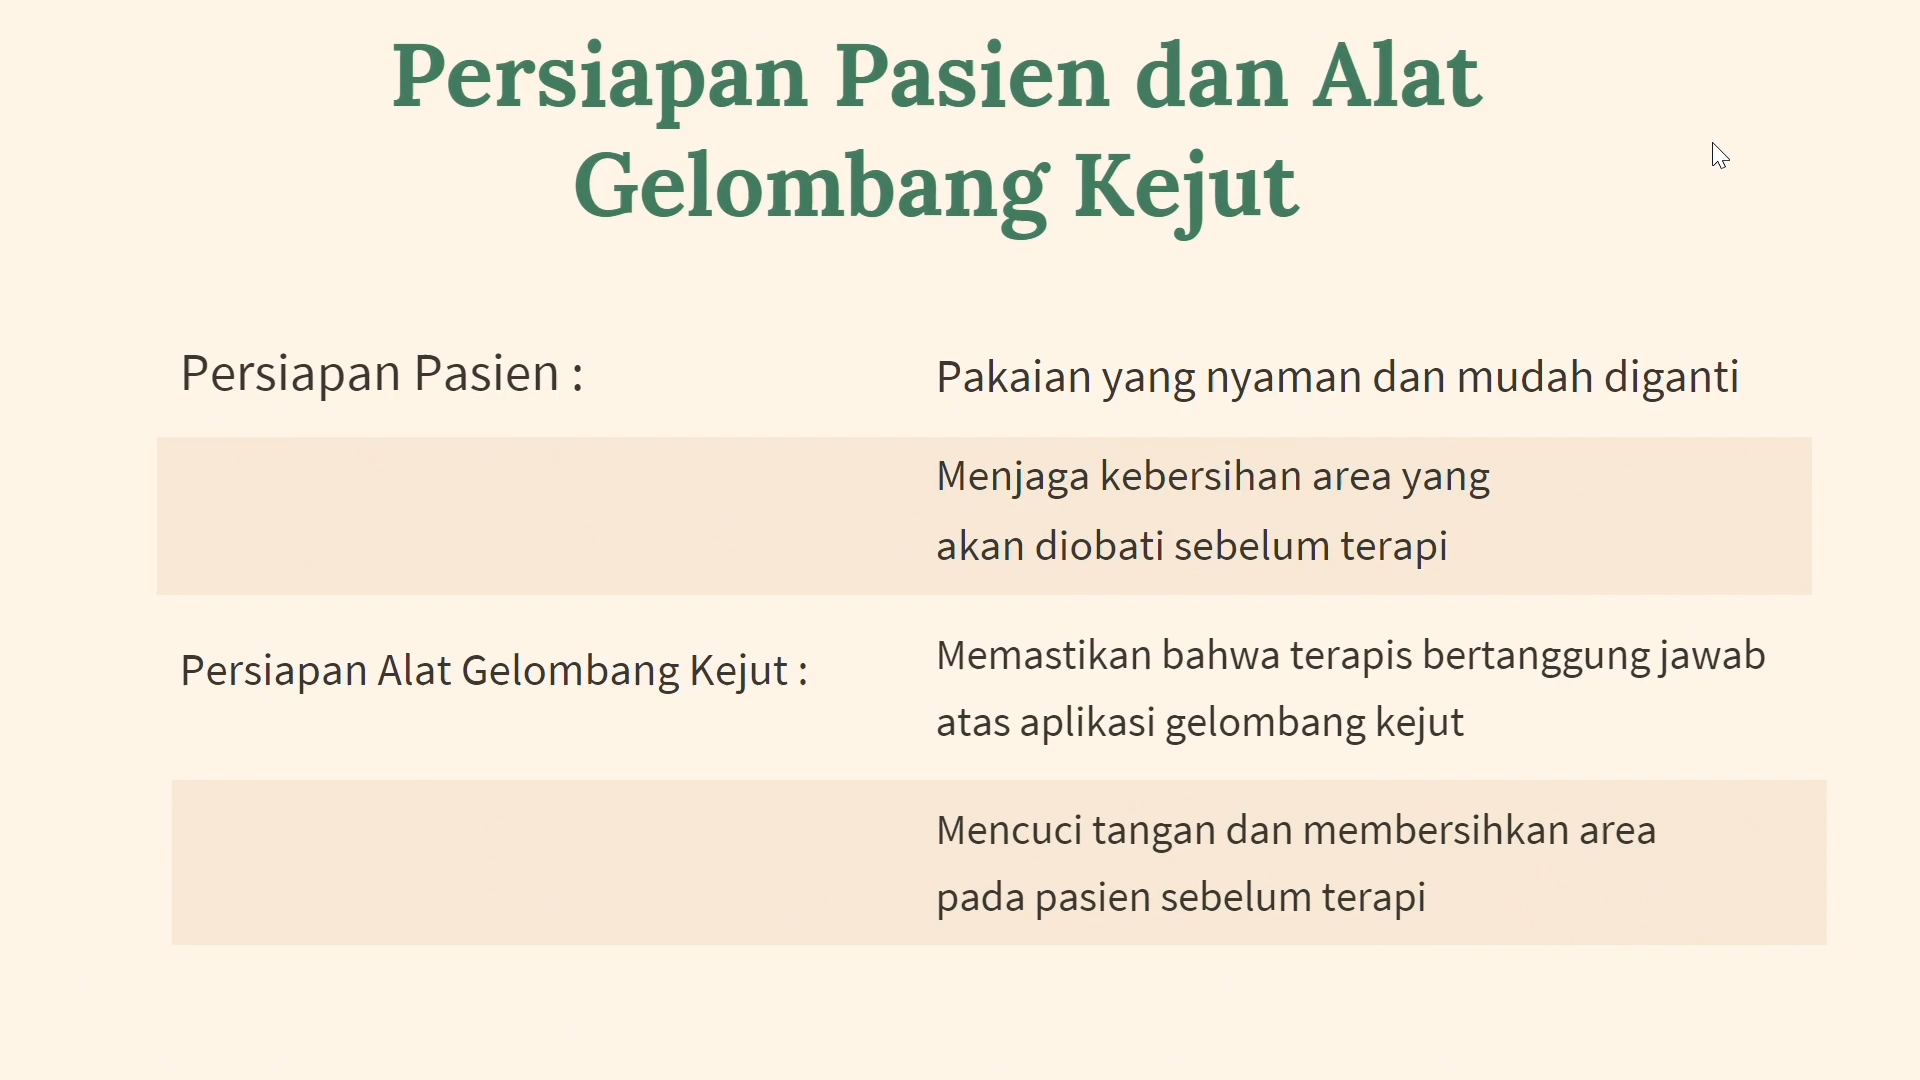 Persiapan Pasien dan Alat
Gelombang Kejut
Persiapan Pasien :
Pakaian yang nyaman dan mudah diganti
Menjaga kebersihan area yang
akan diobati sebelum terapi
Persiapan Alat Gelombang Kejut :
Memastikan bahwa terapis bertanggung jawab
atas aplikasi gelombang kejut
Mencuci tangan dan membersihkan area
pada pasien sebelum terapi